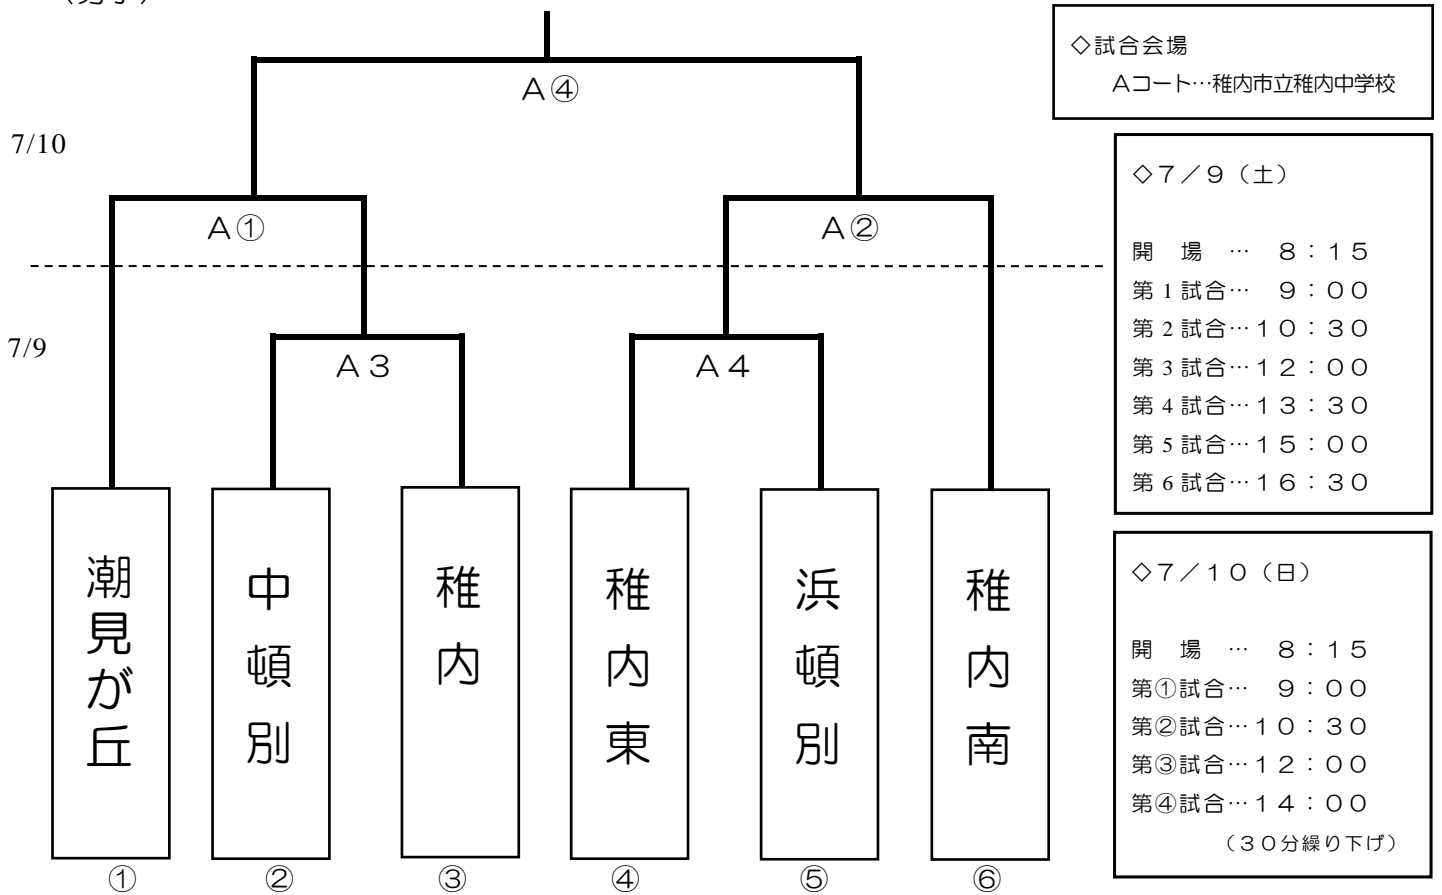 ◇試合会場
Aコート…稚内市立稚内中学校
A④
7/10
A①
A②
7/9
A3
A4
潮見が丘
中頓別
稚内
稚内東
浜頓別
稚内南
①
②
③
④
⑤
⑥
◇7/9(土)
開 場 … 8:15
第1試合… 9:00
第2試合…10:30
第3試合…12:00
第4試合…13:30
第5試合…15:00
第6試合…16:30
◇7/10(日)
開 場 … 8:15
第①試合… 9:00
第②試合…10:30
第③試合…12:00
第④試合…14:00
(30分繰り下げ)